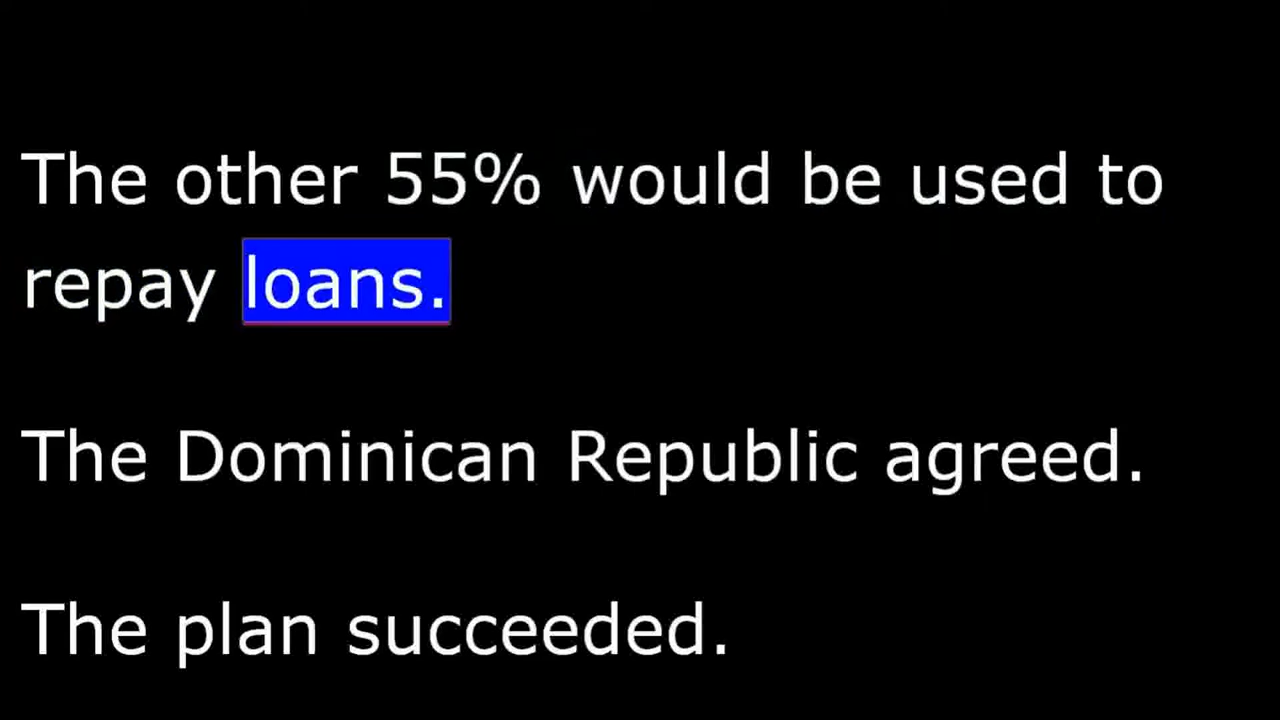 The other 55% would be used to
repay loans.
The Dominican Republic agreed.
The plan succeeded.